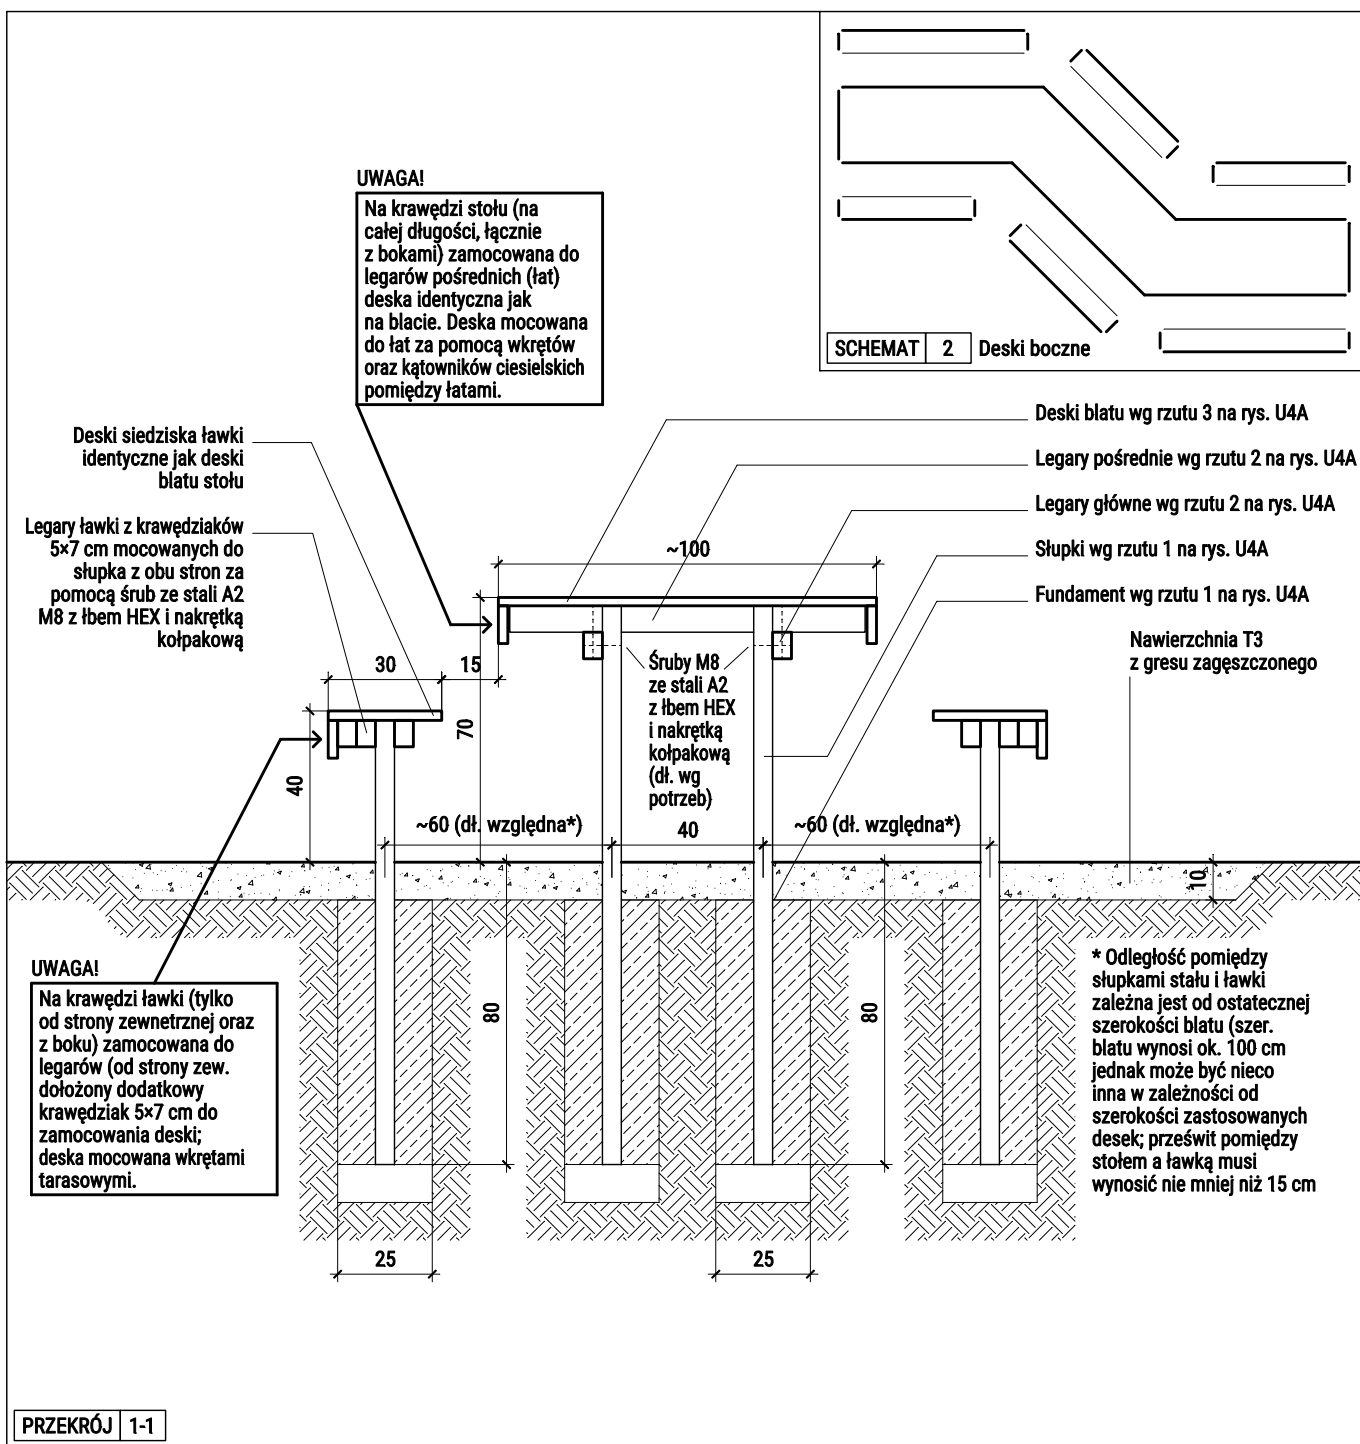 SCHEMAT 2 Deski boczne
UWAGA!
Na krawędzi stołu (na
całej długości, łącznie
z bokami) zamocowana do
legarów pośrednich (łat)
deska identyczna jak
na blacie. Deska mocowana
do łat za pomocą wkrętów
oraz kątowników ciesielskich
pomiędzy łatami.
Deski siedziska ławki
identyczne jak deski
blatu stołu
Legary ławki z krawędziaków
5×7 cm mocowanych do
słupka z obu stron za
pomocą śrub ze stali A2
M8 z łbem HEX i nakrętką
kołpakową
Deski blatu wg rzutu 3 na rys. U4A
Legary pośrednie wg rzutu 2 na rys. U4A
Legary główne wg rzutu 2 na rys. U4A
Słupki wg rzutu 1 na rys. U4A
Fundament wg rzutu 1 na rys. U4A
Nawierzchnia T3
z gresu zagęszczonego
~100
30
15
70
40
Śruby M8
ze stali A2
z łbem HEX
i nakrętką
kołpakową
(dł. wg
potrzeb)
~60 (dł. względna*)
40
~60 (dł. względna*)
10
80
80
25
25
UWAGA!
Na krawędzi ławki (tylko
od strony zewnetrznej oraz
z boku) zamocowana do
legarów (od strony zew.
dołożony dodatkowy
krawędziak 5×7 cm do
zamocowania deski;
deska mocowana wkrętami
tarasowymi.
* Odległość pomiędzy
słupkami stału i ławki
zależna jest od ostatecznej
szerokości blatu (szer.
blatu wynosi ok. 100 cm
jednak może być nieco
inna w zależności od
szerokości zastosowanych
desek; prześwit pomiędzy
stołem a ławką musi
wynosić nie mniej niż 15 cm
PRZEKRÓJ 1-1